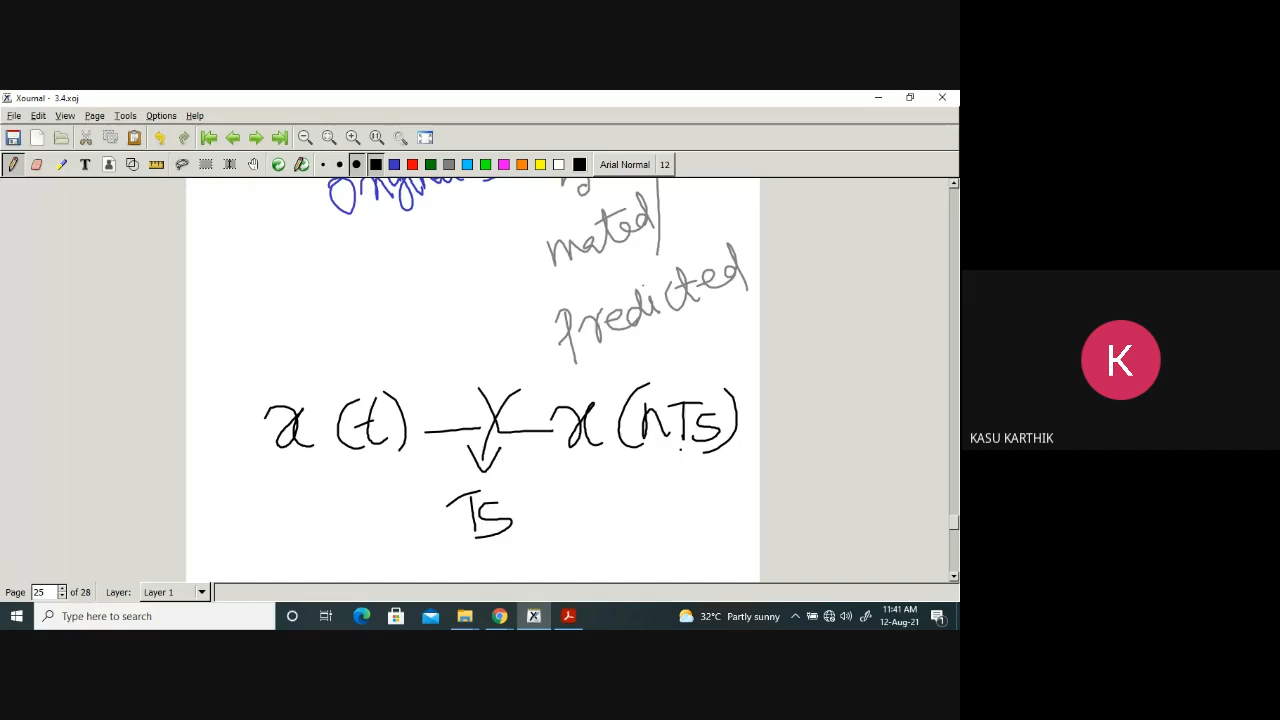 Xournal - 3.4.xoj
File Edit View Page Tools Options Help
Arial Normal 12
mated/
predicted
x(t) x(nTs)
Ts
K
KASU KARTHIK
Page 25 of 28 Layer: Layer 1
Type here to search
32°C Partly sunny
11:41 AM
12-Aug-21
1